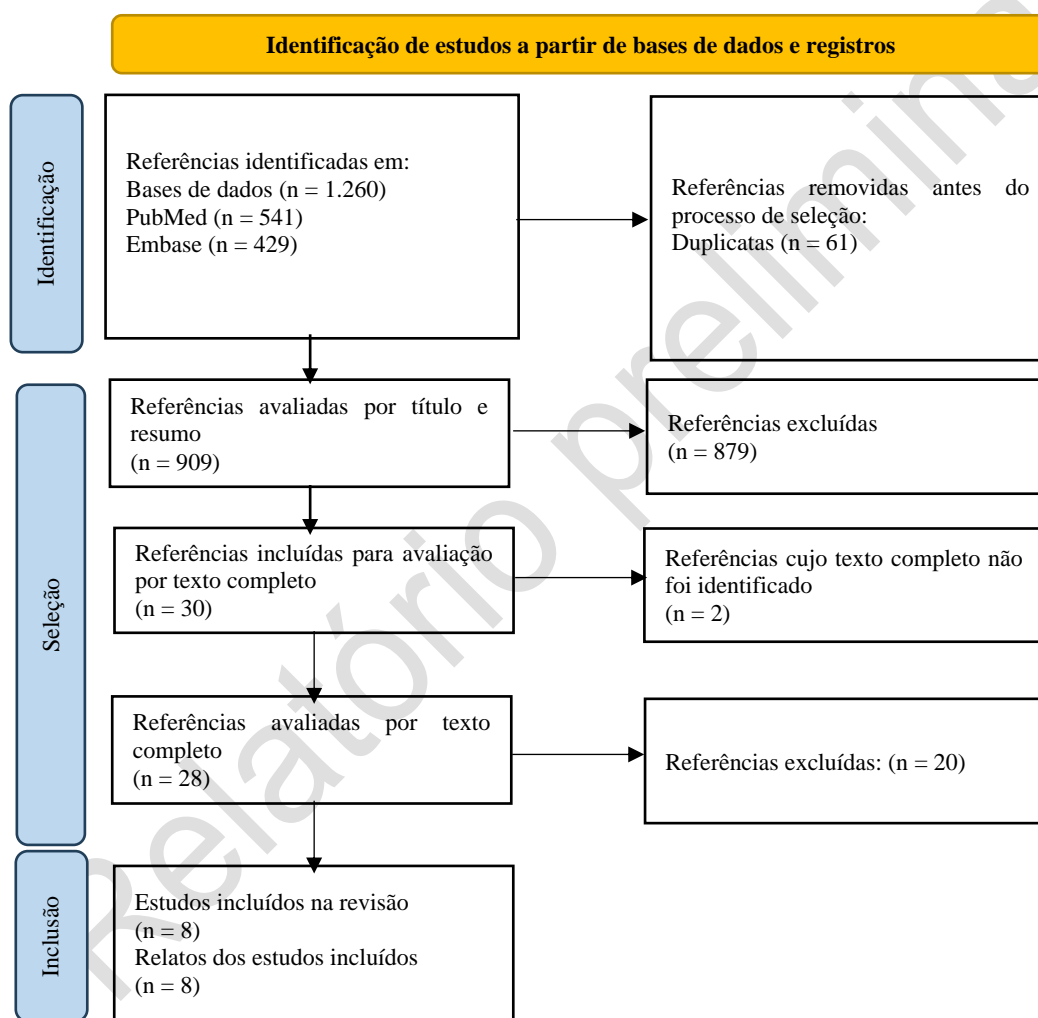 Identificação de estudos a partir de bases de dados e registros
Identificação
Referências identificadas em:
Bases de dados (n = 1.260)
PubMed (n = 541)
Embase (n = 429)
Referências removidas antes do
processo de seleção:
Duplicatas (n = 61)
Seleção
Referências avaliadas por título e
resumo
(n = 909)
Referências excluídas
(n = 879)
Referências incluídas para avaliação
por texto completo
(n = 30)
Referências cujo texto completo não
foi identificado
(n = 2)
Referências avaliadas por texto
completo
(n = 28)
Referências excluídas: (n = 20)
Inclusão
Estudos incluídos na revisão
(n = 8)
Relatos dos estudos incluídos
(n = 8)
Relatório prelimina